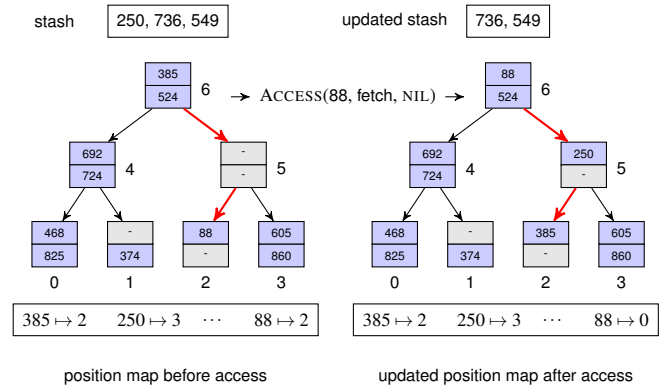 stash 250, 736, 549 updated stash 736, 549
385 88
524 6 ACCESS(88, fetch, NIL) 524 6
692 - 692 250
724 4 - 5 724 4 - 5
468 - 88 605 468 - 385 605
825 374 - 860 825 374 - 860
0 1 2 3 0 1 2 3
385 ↦ 2 250 ↦ 3 ··· 88 ↦ 2 385 ↦ 2 250 ↦ 3 ··· 88 ↦ 0
position map before access updated position map after access